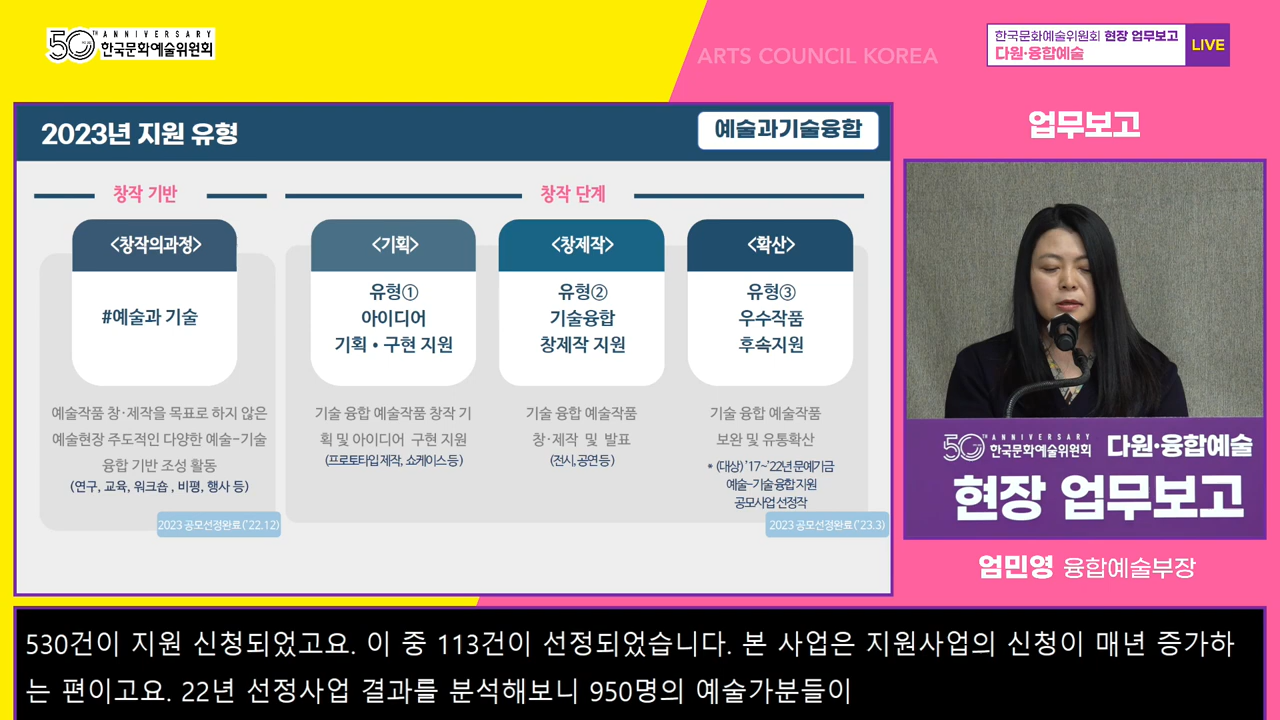 50TH ANNIVERSARY
한국문화예술위원회
ARTS COUNCIL KOREA
한국문화예술위원회 현장 업무보고
다원·융합예술
LIVE
2023년 지원 유형
예술과기술융합
창작 기반
창작 단계
<창작의과정>
#예술과 기술
예술작품 창·제작을 목표로 하지 않은
예술현장 주도적인 다양한 예술-기술
융합 기반 조성 활동
(연구, 교육, 워크숍, 비평, 행사 등)
2023 공모선정완료('22.12)
<기획>
유형①
아이디어
기획•구현 지원
기술 융합 예술작품 창작 기
획 및 아이디어 구현 지원
(프로토타입 제작, 쇼케이스 등)
<창제작>
유형②
기술융합
창제작 지원
기술 융합 예술작품
창·제작 및 발표
(전시, 공연 등)
<확산>
유형③
우수작품
후속지원
기술 융합 예술작품
보완 및 유통확산
* (대상) '17~'22년 문예기금
예술-기술 융합 지원
공모사업 선정작
2023 공모선정완료('23.3)
업무보고
50TH ANNIVERSARY
한국문화예술위원회
다원·융합예술
현장 업무보고
엄민영 융합예술부장
530건이 지원 신청되었고요. 이 중 113건이 선정되었습니다. 본 사업은 지원사업의 신청이 매년 증가하
는 편이고요. 22년 선정사업 결과를 분석해보니 950명의 예술가분들이